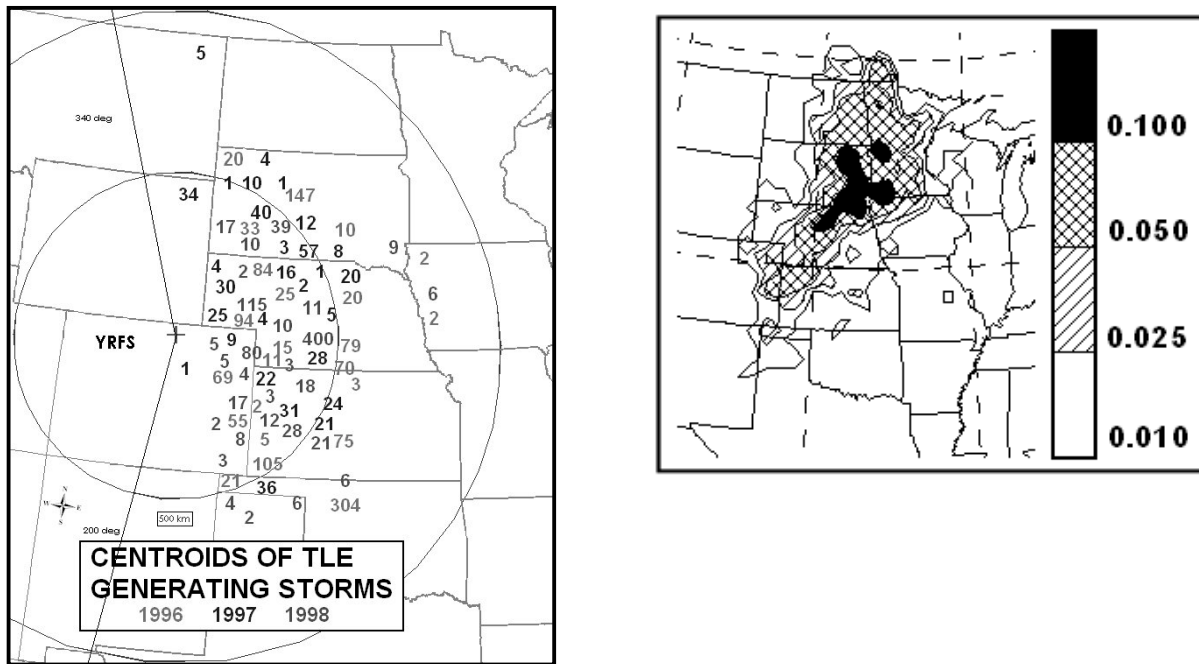 5
340 deg
20 4
1 10 1
34 147
40
17 33 39 12 10
10 3 57 8 9
2
4 2 84 16 1 20
30 2
25 20 6
115 11
25 94 4 5 2
10
YRFS 5 9 400 79
80 15
1 5 11 3 28 70
69 4 22 18 3
3
17 2 31 24
2 55 12 21
8 5 28 21 75
3 105
21 36 6
4 6 304
2
500 km
200 deg
N
W E
S
CENTROIDS OF TLE
GENERATING STORMS
1996 1997 1998
0.100
0.050
0.025
0.010